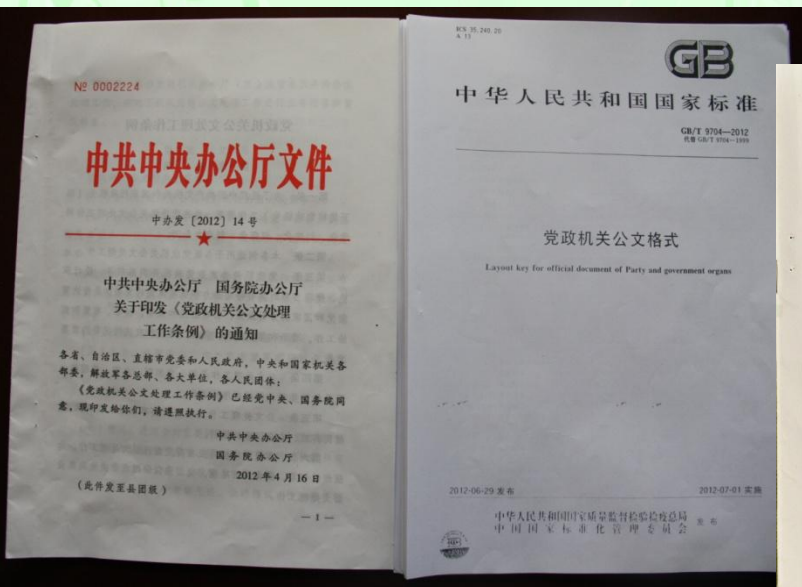 № 0002224
中共中央办公厅文件
中办发〔2012〕14 号
中共中央办公厅　国务院办公厅
关于印发《党政机关公文处理
工作条例》的通知
各省、自治区、直辖市党委和人民政府，中央和国家机关各
部委，解放军各总部、各大单位，各人民团体：
《党政机关公文处理工作条例》已经党中央、国务院同
意，现印发给你们，请遵照执行。
中共中央办公厅
国务院办公厅
2012 年 4 月 16 日
（此件发至县团级）
— 1 —
ICS 35.240.20
A 13
GB
中华人民共和国国家标准
GB/T 9704—2012
代替 GB/T 9704—1999
党政机关公文格式
Layout key for official document of Party and government organs
2012-06-29 发布
2012-07-01 实施
中华人民共和国国家质量监督检验检疫总局
中国国家标准化管理委员会
发布